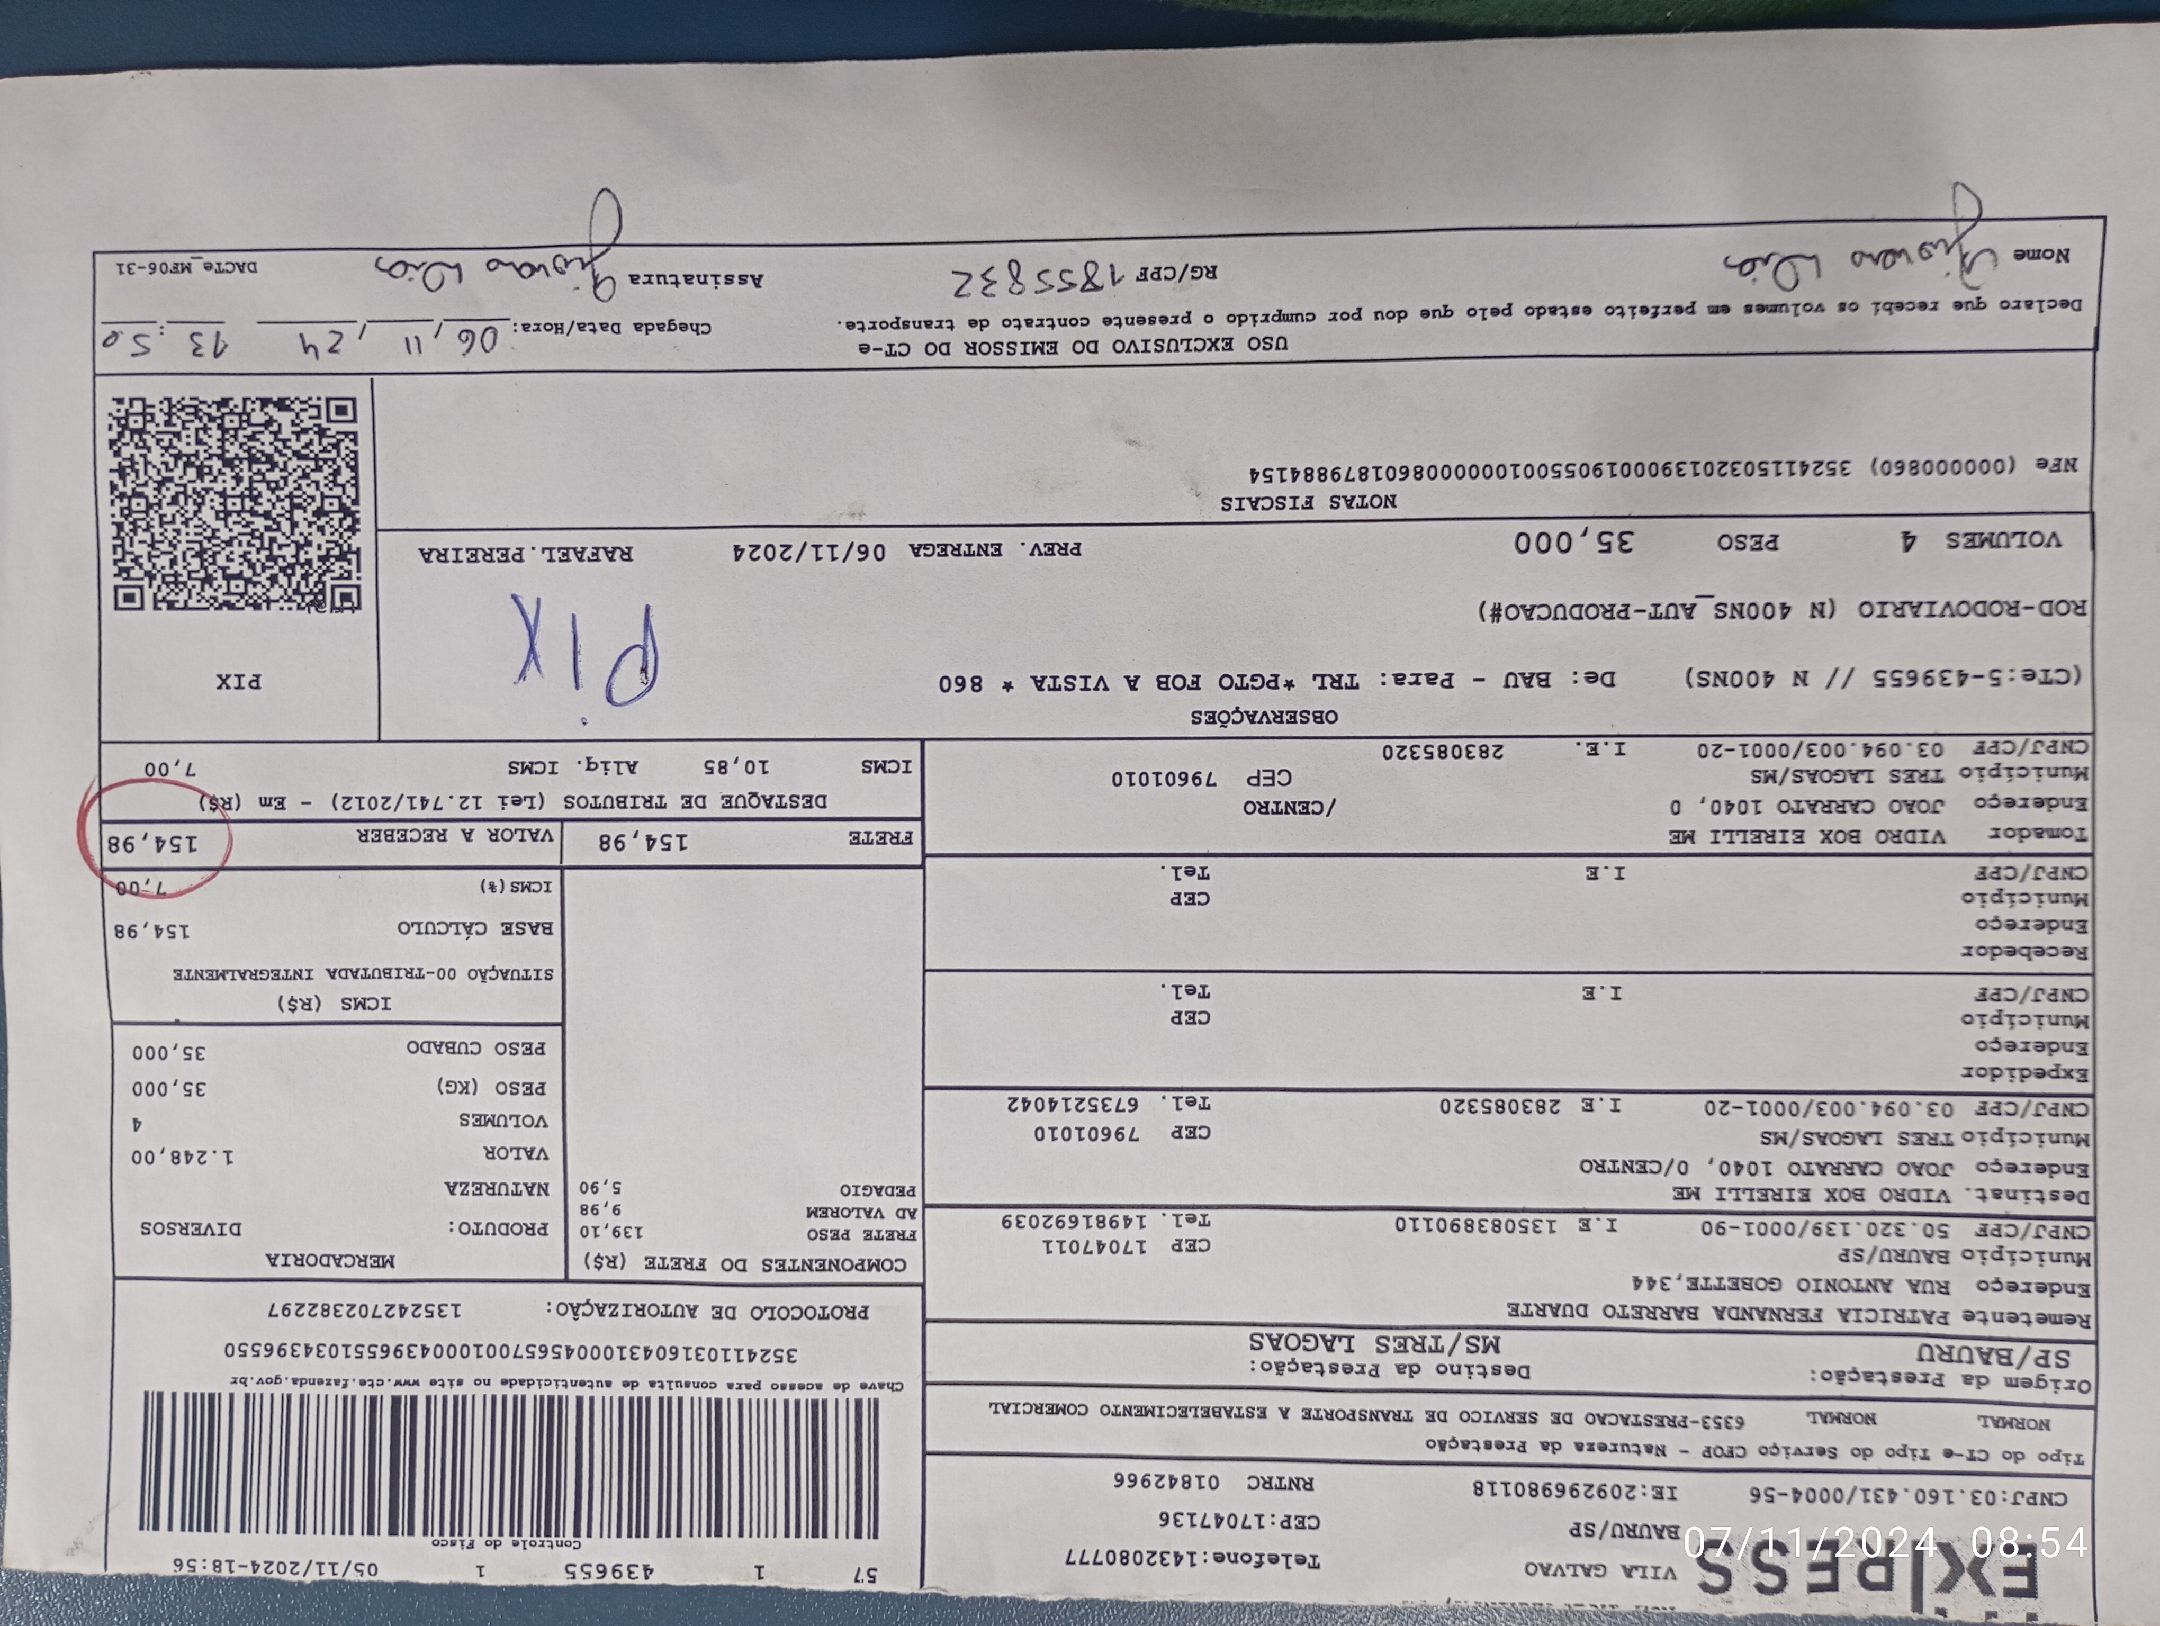 EXPRESS
VILA GALVAO Telefone:1432080777
BAURU/SP CEP:17047136
CNPJ:03.160.431/0004-56 IE:209296980118 RNTRC 01842966
57 1 439655 1 05/11/2024-18:56
Controle do Fisco
Tipo do CT-e Tipo do Serviço CFOP - Natureza da Prestação
NORMAL NORMAL 6353-PRESTACAO DE SERVICO DE TRANSPORTE A ESTABELECIMENTO COMERCIAL
Chave de acesso para consulta de autenticidade no site www.cte.fazenda.gov.br
35241103160431000456570010004396551034396550
Origem da Prestação: Destino da Prestação:
SP/BAURU MS/TRES LAGOAS
PROTOCOLO DE AUTORIZAÇÃO: 135242702382297
Remetente PATRICIA FERNANDA BARRETO DUARTE
Endereço RUA ANTONIO GOBETTE,344
Município BAURU/SP CEP 17047011
CNPJ/CPF 50.320.139/0001-90 I.E 135083890110 Tel. 14981692039
Destinat. VIDRO BOX EIRELLI ME
Endereço JOAO CARRATO 1040, 0/CENTRO
Município TRES LAGOAS/MS CEP 79601010
CNPJ/CPF 03.094.003/0001-20 I.E 283085320 Tel. 6735214042
Expedidor
Endereço
Município CEP
CNPJ/CPF I.E Tel.
Recebedor
Endereço
Município CEP
CNPJ/CPF I.E Tel.
Tomador VIDRO BOX EIRELLI ME
Endereço JOAO CARRATO 1040, 0 /CENTRO
Município TRES LAGOAS/MS CEP 79601010
CNPJ/CPF 03.094.003/0001-20 I.E. 283085320
COMPONENTES DO FRETE (R$)
FRETE PESO 139,10
AD VALOREM 9,98
PEDAGIO 5,90
MERCADORIA
PRODUTO: DIVERSOS
NATUREZA
VALOR 1.248,00
VOLUMES 4
PESO (KG) 35,000
PESO CUBADO 35,000
ICMS (R$)
SITUAÇÃO 00-TRIBUTADA INTEGRALMENTE
BASE CÁLCULO 154,98
ICMS(%) 7,00
FRETE 154,98 VALOR A RECEBER 154,98
DESTAQUE DE TRIBUTOS (Lei 12.741/2012) - Em (R$)
ICMS 10,85 Aliq. ICMS 7,00
OBSERVAÇÕES
(CTe:5-439655 // N 400NS) De: BAU - Para: TRL *PGTO FOB A VISTA * 860
ROD-RODOVIARIO (N 400NS_AUT-PRODUCAO#)
PIX
PIX
VOLUMES 4 PESO 35,000 PREV. ENTREGA 06/11/2024 RAFAEL.PEREIRA
NOTAS FISCAIS
NFe (000000860) 35241150320139000190550010000008601879884154
USO EXCLUSIVO DO EMISSOR DO CT-e
Declaro que recebi os volumes em perfeito estado pelo que dou por cumprido o presente contrato de transporte.
Chegada Data/Hora: 06/11/24 13:50
Nome RG/CPF 1855832 Assinatura
DACTe_MF06-31
07/11/2024 08:54